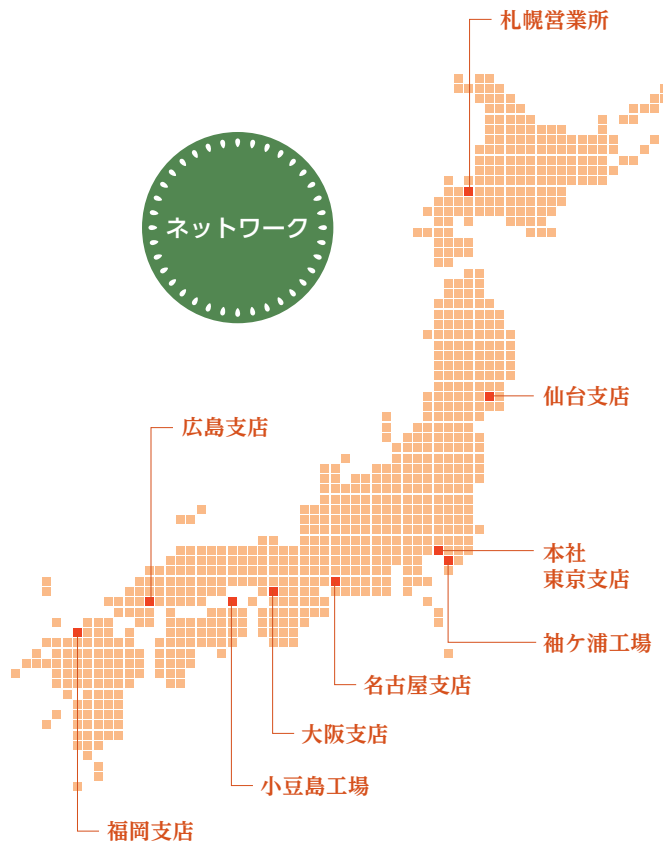 札幌営業所
ネットワーク
仙台支店
広島支店
本社
東京支店
袖ケ浦工場
名古屋支店
大阪支店
小豆島工場
福岡支店